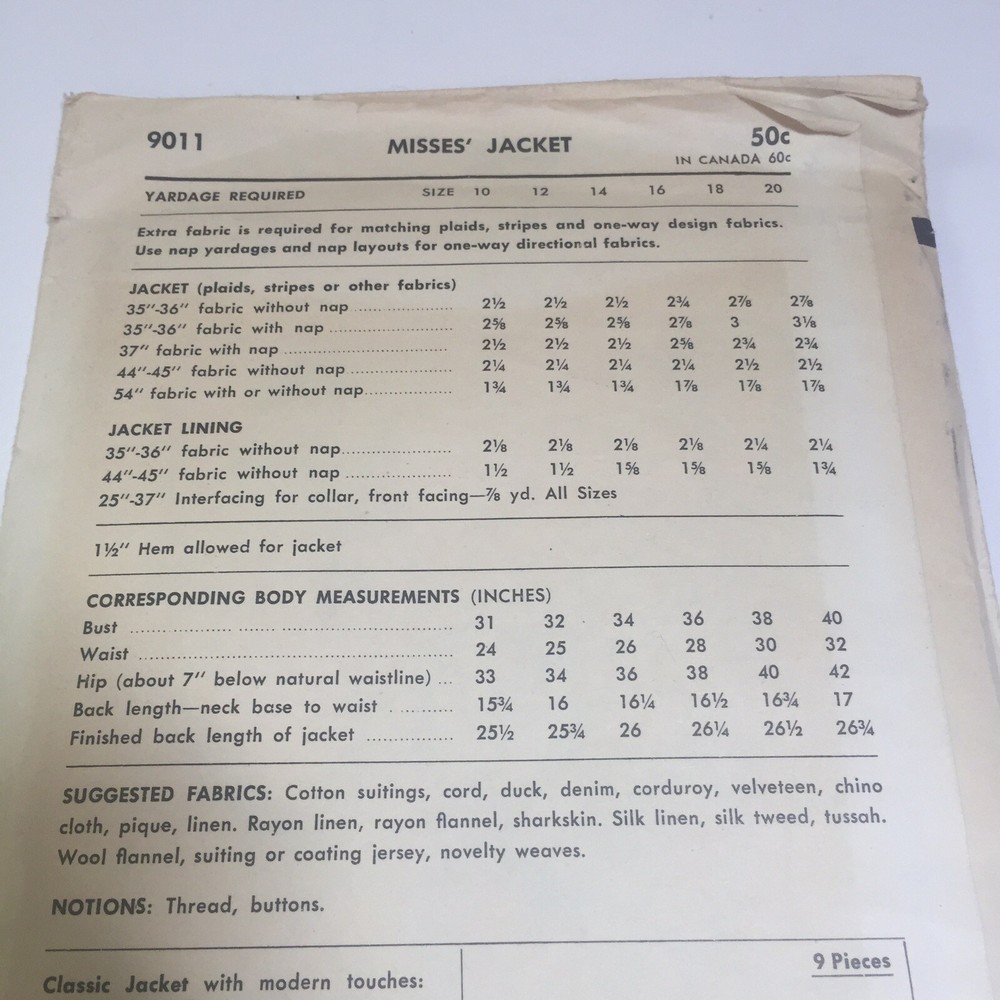 9011 MISSES' JACKET 50c
IN CANADA 60c
YARDAGE REQUIRED SIZE 10 12 14 16 18 20
Extra fabric is required for matching plaids, stripes and one-way design fabrics.
Use nap yardages and nap layouts for one-way directional fabrics.
JACKET (plaids, stripes or other fabrics)
35"-36" fabric without nap .................... 2½ 2½ 2½ 2¾ 2⅞ 2⅞
35"-36" fabric with nap ......................... 2⅝ 2⅝ 2⅝ 2⅞ 3 3⅛
37" fabric with nap ................................. 2½ 2½ 2½ 2⅝ 2¾ 2¾
44"-45" fabric without nap..................... 2¼ 2¼ 2¼ 2¼ 2½ 2½
54" fabric with or without nap.................. 1¾ 1¾ 1¾ 1⅞ 1⅞ 1⅞
JACKET LINING
35"-36" fabric without nap...................... 2⅛ 2⅛ 2⅛ 2⅛ 2¼ 2¼
44"-45" fabric without nap ..................... 1½ 1½ 1⅝ 1⅝ 1⅝ 1¾
25"-37" Interfacing for collar, front facing—⅞ yd. All Sizes
1½" Hem allowed for jacket
CORRESPONDING BODY MEASUREMENTS (INCHES)
Bust ................................................ 31 32 34 36 38 40
Waist .............................................. 24 25 26 28 30 32
Hip (about 7" below natural waistline) ... 33 34 36 38 40 42
Back length—neck base to waist ........... 15¾ 16 16¼ 16½ 16¾ 17
Finished back length of jacket .............. 25½ 25¾ 26 26¼ 26½ 26¾
SUGGESTED FABRICS: Cotton suitings, cord, duck, denim, corduroy, velveteen, chino
cloth, pique, linen. Rayon linen, rayon flannel, sharkskin. Silk linen, silk tweed, tussah.
Wool flannel, suiting or coating jersey, novelty weaves.
NOTIONS: Thread, buttons.
9 Pieces
Classic Jacket with modern touches: